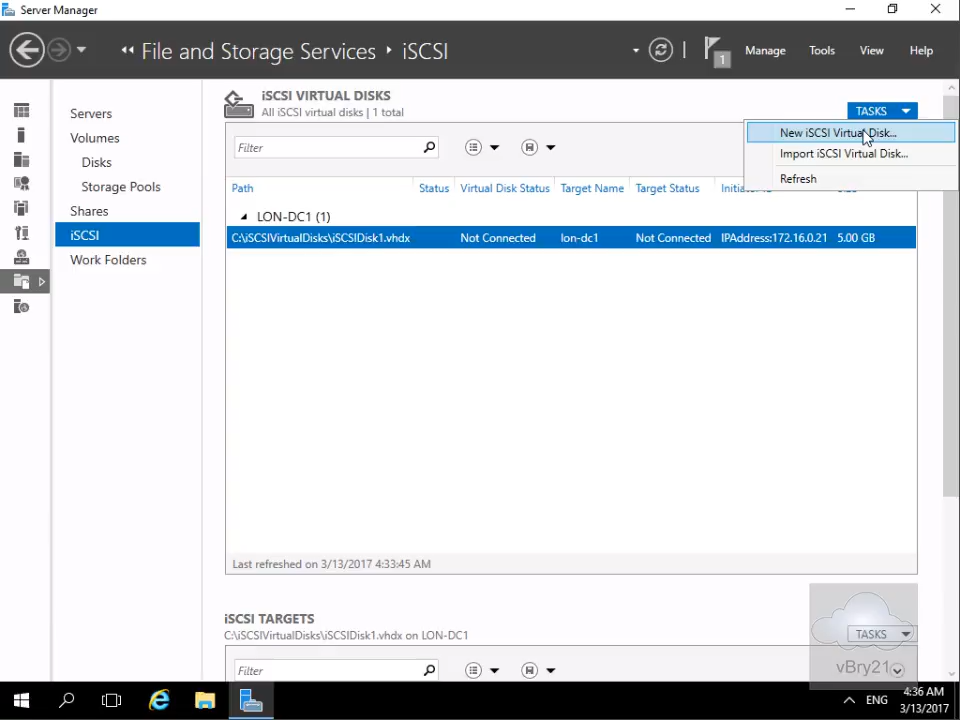 Server Manager
File and Storage Services iSCSI
1
Manage Tools View Help
Servers
Volumes
Disks
Storage Pools
Shares
iSCSI
Work Folders
iSCSI VIRTUAL DISKS
All iSCSI virtual disks | 1 total
TASKS
New iSCSI Virtual Disk...
Import iSCSI Virtual Disk...
Refresh
Filter
Path Status Virtual Disk Status Target Name Target Status
LON-DC1 (1)
C:\iSCSIVirtualDisks\iSCSIDisk1.vhdx Not Connected lon-dc1 Not Connected IPAddress:172.16.0.21 5.00 GB
Last refreshed on 3/13/2017 4:33:45 AM
iSCSI TARGETS
C:\iSCSIVirtualDisks\iSCSIDisk1.vhdx on LON-DC1
TASKS
Filter
vBry21
ENG
4:36 AM
3/13/2017